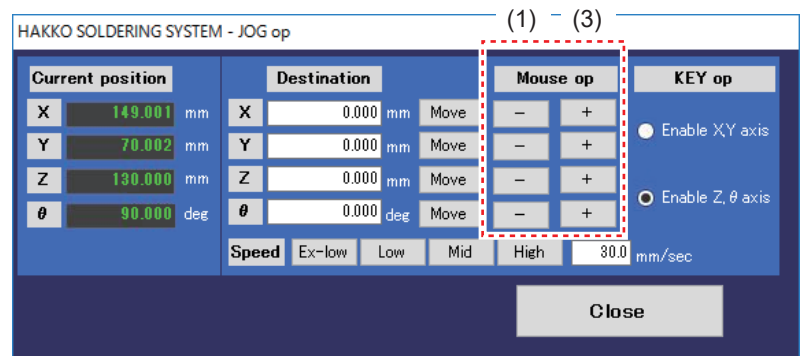 (1) (3)
HAKKO SOLDERING SYSTEM - JOG op
Current position Destination Mouse op KEY op
X 149.001 mm X 0.000 mm Move － ＋
Y 70.002 mm Y 0.000 mm Move － ＋
Enable X,Y axis
Z 130.000 mm Z 0.000 mm Move － ＋
Enable Z, θ axis
θ 90.000 deg θ 0.000 deg Move － ＋
Speed Ex-low Low Mid High 30.0 mm/sec
Close